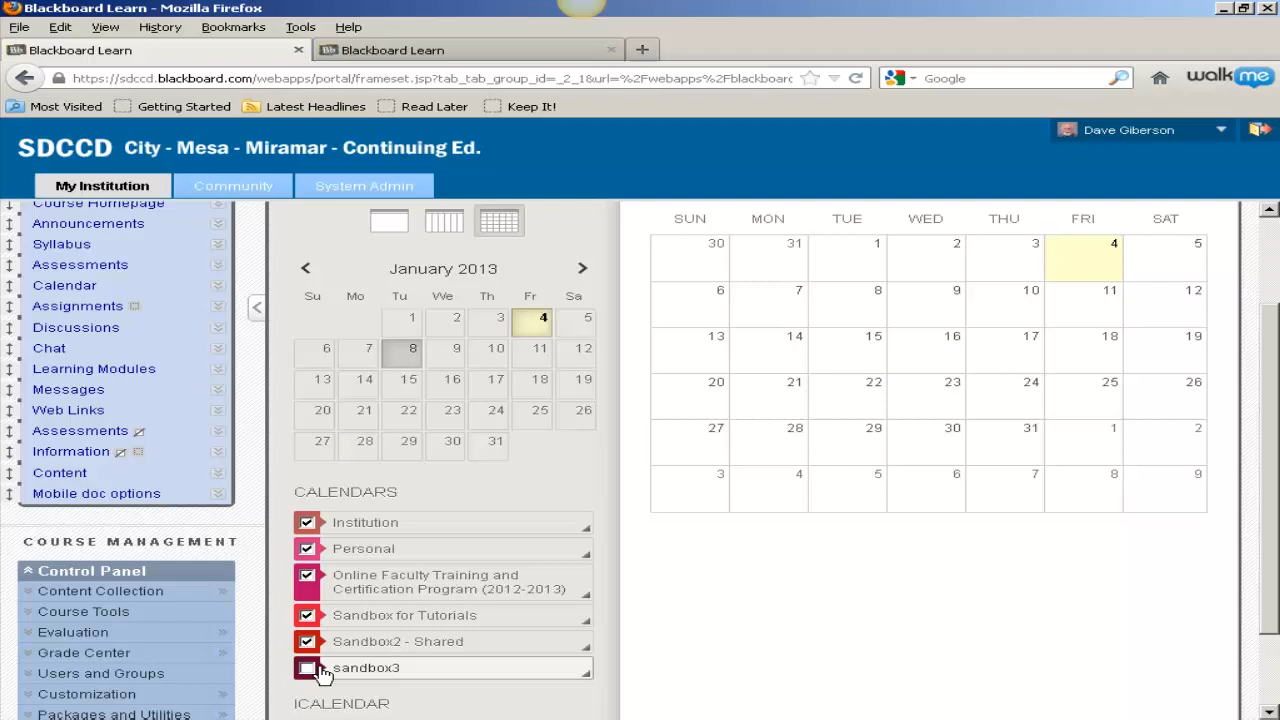 Blackboard Learn - Mozilla Firefox
File Edit View History Bookmarks Tools Help
Bb Blackboard Learn × Bb Blackboard Learn × +
https://sdccd.blackboard.com/webapps/portal/frameset.jsp?tab_tab_group_id=_2_1&url=%2Fwebapps%2Fblackboard
Google
walkme
Most Visited Getting Started Latest Headlines Read Later Keep It!
Dave Giberson
SDCCD City - Mesa - Miramar - Continuing Ed.
My Institution Community System Admin
Course Homepage
Announcements
Syllabus
Assessments
Calendar
Assignments
Discussions
Chat
Learning Modules
Messages
Web Links
Assessments
Information
Content
Mobile doc options
COURSE MANAGEMENT
Control Panel
Content Collection
Course Tools
Evaluation
Grade Center
Users and Groups
Customization
Packages and Utilities
January 2013
Su Mo Tu We Th Fr Sa
1 2 3 4 5
6 7 8 9 10 11 12
13 14 15 16 17 18 19
20 21 22 23 24 25 26
27 28 29 30 31
CALENDARS
Institution
Personal
Online Faculty Training and
Certification Program (2012-2013)
Sandbox for Tutorials
Sandbox2 - Shared
sandbox3
ICALENDAR
SUN MON TUE WED THU FRI SAT
30 31 1 2 3 4 5
6 7 8 9 10 11 12
13 14 15 16 17 18 19
20 21 22 23 24 25 26
27 28 29 30 31 1 2
3 4 5 6 7 8 9